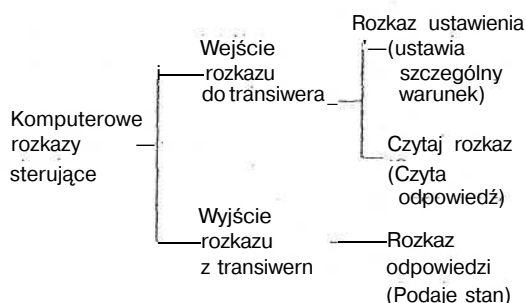 Komputerowe
rozkazy
sterujące
Wejście
rozkazu
do transiwera
Rozkaz ustawienia
(ustawia
szczególny
warunek)
Czytaj rozkaz
(Czyta
odpowiedź)
Wyjście
rozkazu
z transiwern
Rozkaz
odpowiedzi
(Podaje stan)